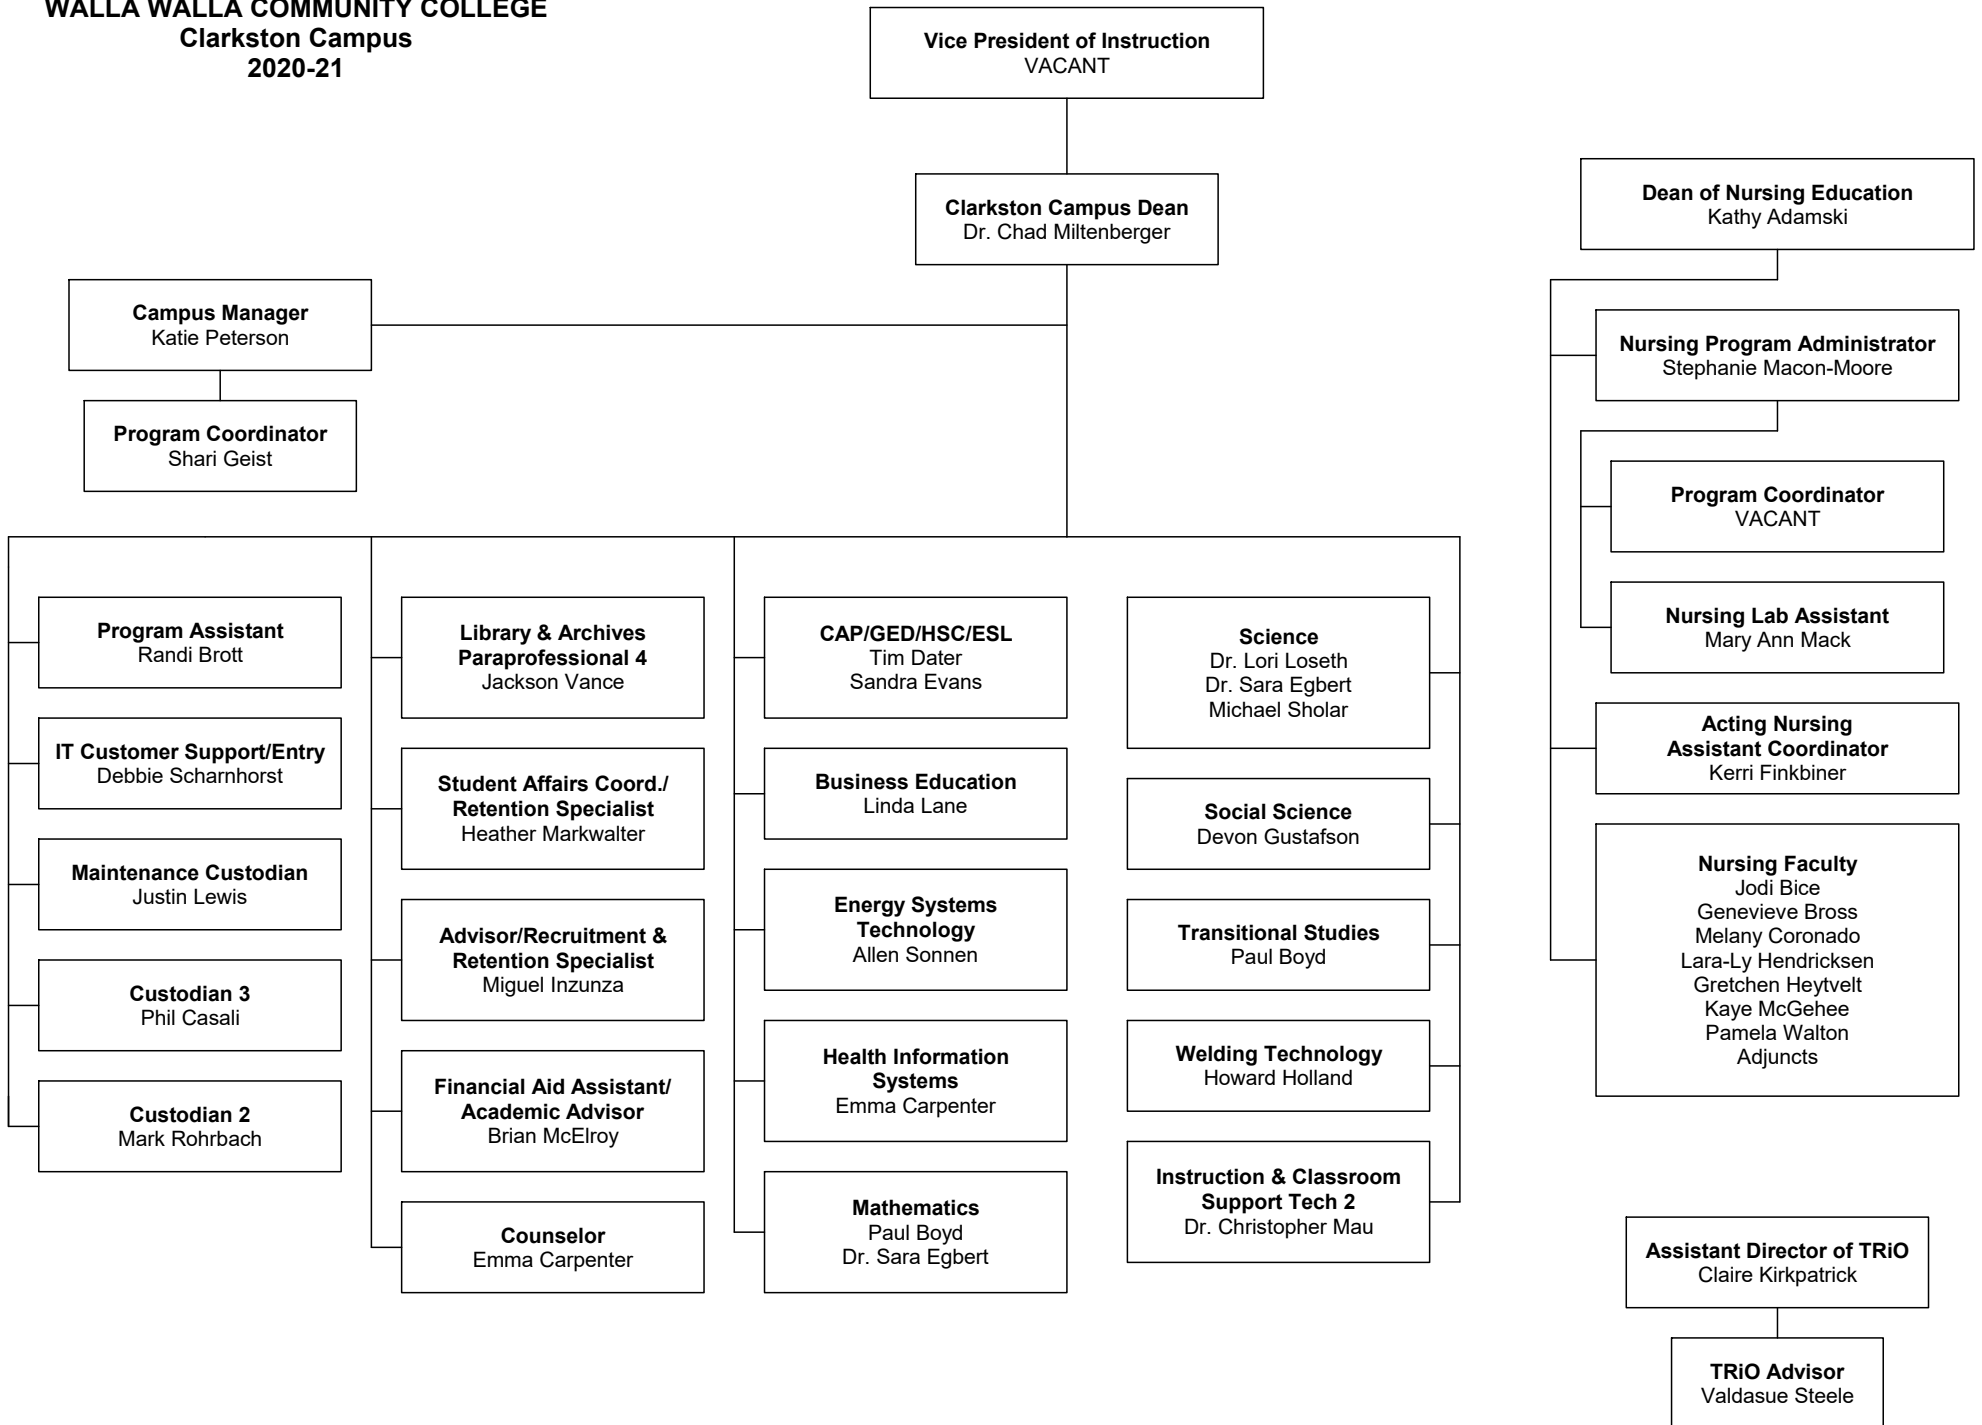 WALLA WALLA COMMUNITY COLLEGE
Clarkston Campus
2020-21
Vice President of Instruction
VACANT
Clarkston Campus Dean
Dr. Chad Miltenberger
Campus Manager
Katie Peterson
Program Coordinator
Shari Geist
Program Assistant
Randi Brott
IT Customer Support/Entry
Debbie Scharnhorst
Maintenance Custodian
Justin Lewis
Custodian 3
Phil Casali
Custodian 2
Mark Rohrbach
Library & Archives
Paraprofessional 4
Jackson Vance
Student Affairs Coord./
Retention Specialist
Heather Markwalter
Advisor/Recruitment &
Retention Specialist
Miguel Inzunza
Financial Aid Assistant/
Academic Advisor
Brian McElroy
Counselor
Emma Carpenter
CAP/GED/HSC/ESL
Tim Dater
Sandra Evans
Business Education
Linda Lane
Energy Systems
Technology
Allen Sonnen
Health Information
Systems
Emma Carpenter
Mathematics
Paul Boyd
Dr. Sara Egbert
Science
Dr. Lori Loseth
Dr. Sara Egbert
Michael Sholar
Social Science
Devon Gustafson
Transitional Studies
Paul Boyd
Welding Technology
Howard Holland
Instruction & Classroom
Support Tech 2
Dr. Christopher Mau
Dean of Nursing Education
Kathy Adamski
Nursing Program Administrator
Stephanie Macon-Moore
Program Coordinator
VACANT
Nursing Lab Assistant
Mary Ann Mack
Acting Nursing
Assistant Coordinator
Kerri Finkbiner
Nursing Faculty
Jodi Bice
Genevieve Bross
Melany Coronado
Lara-Ly Hendricksen
Gretchen Heytvelt
Kaye McGehee
Pamela Walton
Adjuncts
Assistant Director of TRiO
Claire Kirkpatrick
TRiO Advisor
Valdasue Steele